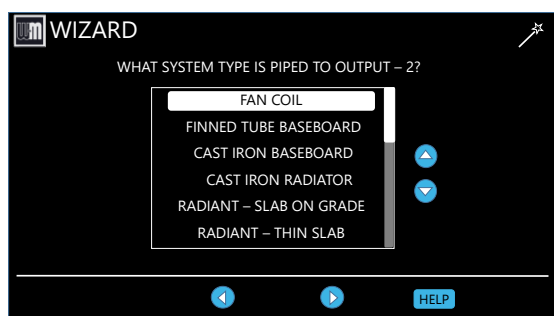 wm WIZARD
WHAT SYSTEM TYPE IS PIPED TO OUTPUT – 2?
FAN COIL
FINNED TUBE BASEBOARD
CAST IRON BASEBOARD
CAST IRON RADIATOR
RADIANT – SLAB ON GRADE
RADIANT – THIN SLAB
HELP